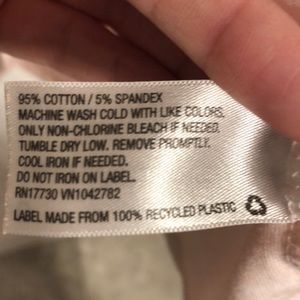 95% COTTON / 5% SPANDEX
MACHINE WASH COLD WITH LIKE COLORS.
ONLY NON-CHLORINE BLEACH IF NEEDED.
TUMBLE DRY LOW. REMOVE PROMPTLY.
COOL IRON IF NEEDED.
DO NOT IRON ON LABEL.
RN17730 VN1042782
LABEL MADE FROM 100% RECYCLED PLASTIC